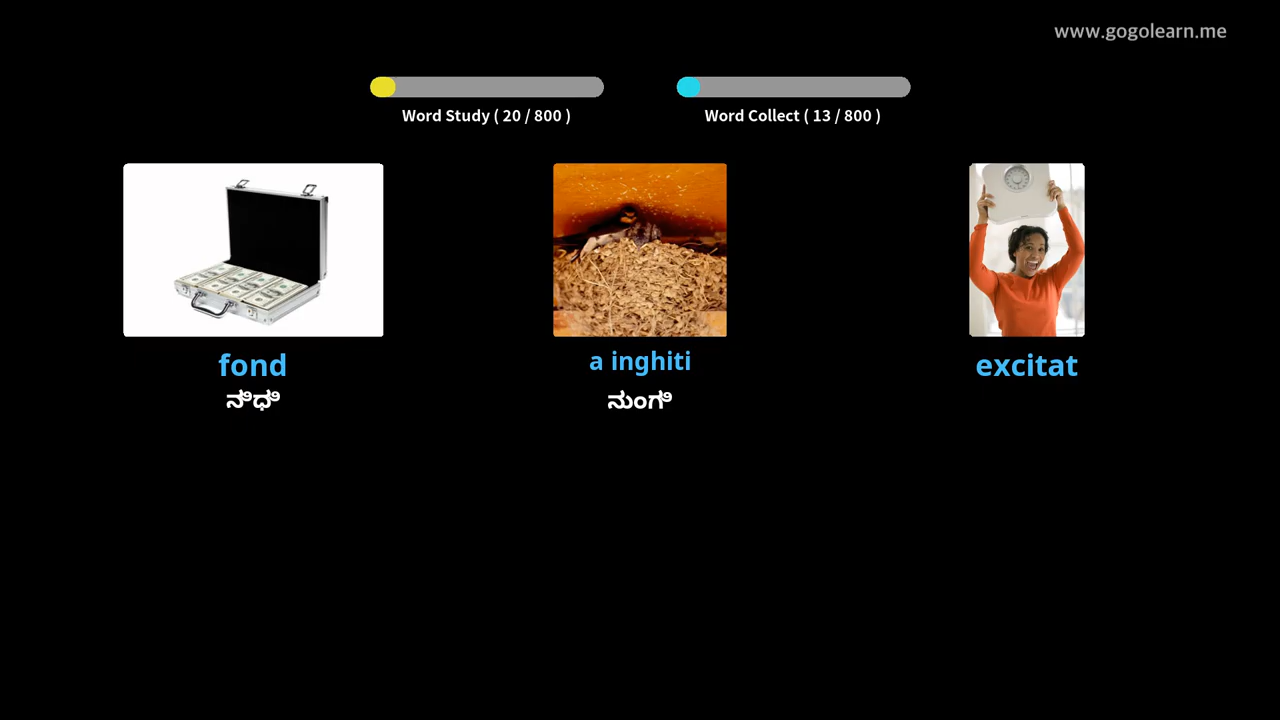 www.gogolearn.me
Word Study ( 20 / 800 )
Word Collect ( 13 / 800 )
fond
ನಿಧಿ
a inghiti
ನುಂಗಿ
excitat